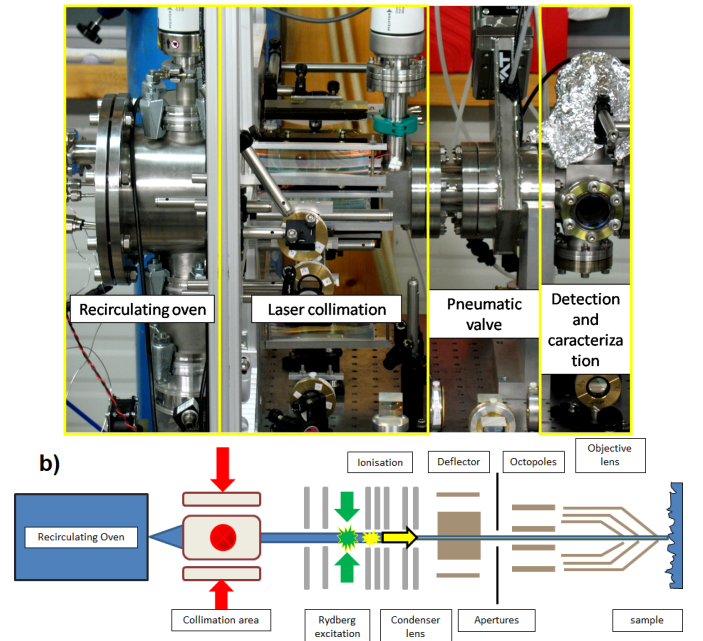 VAT
Recirculating oven
Laser collimation
Pneumatic
valve
Detection
and
caracteriza
tion
b)
Ionisation
Deflector
Octopoles
Objective
lens
Recirculating Oven
Collimation area
Rydberg
excitation
Condenser
lens
Apertures
sample